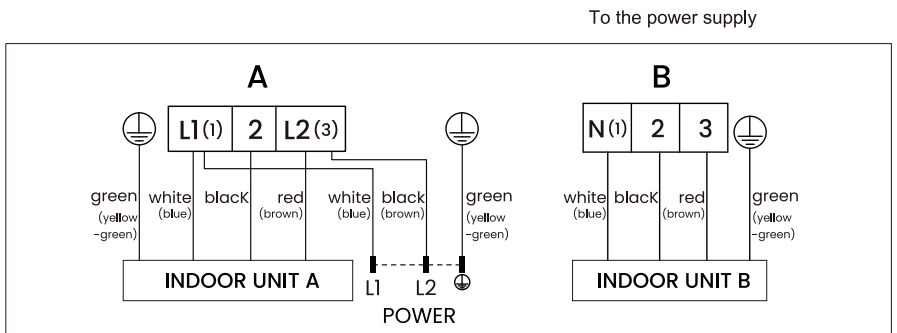 To the power supply
A
B
L1(1) 2 L2(3)
N(1) 2 3
green white black red white black green
(yellow -green) (blue) (brown) (blue) (brown) (yellow -green)
white black red green
(blue) (brown) (yellow -green)
INDOOR UNIT A
L1 L2
POWER
INDOOR UNIT B